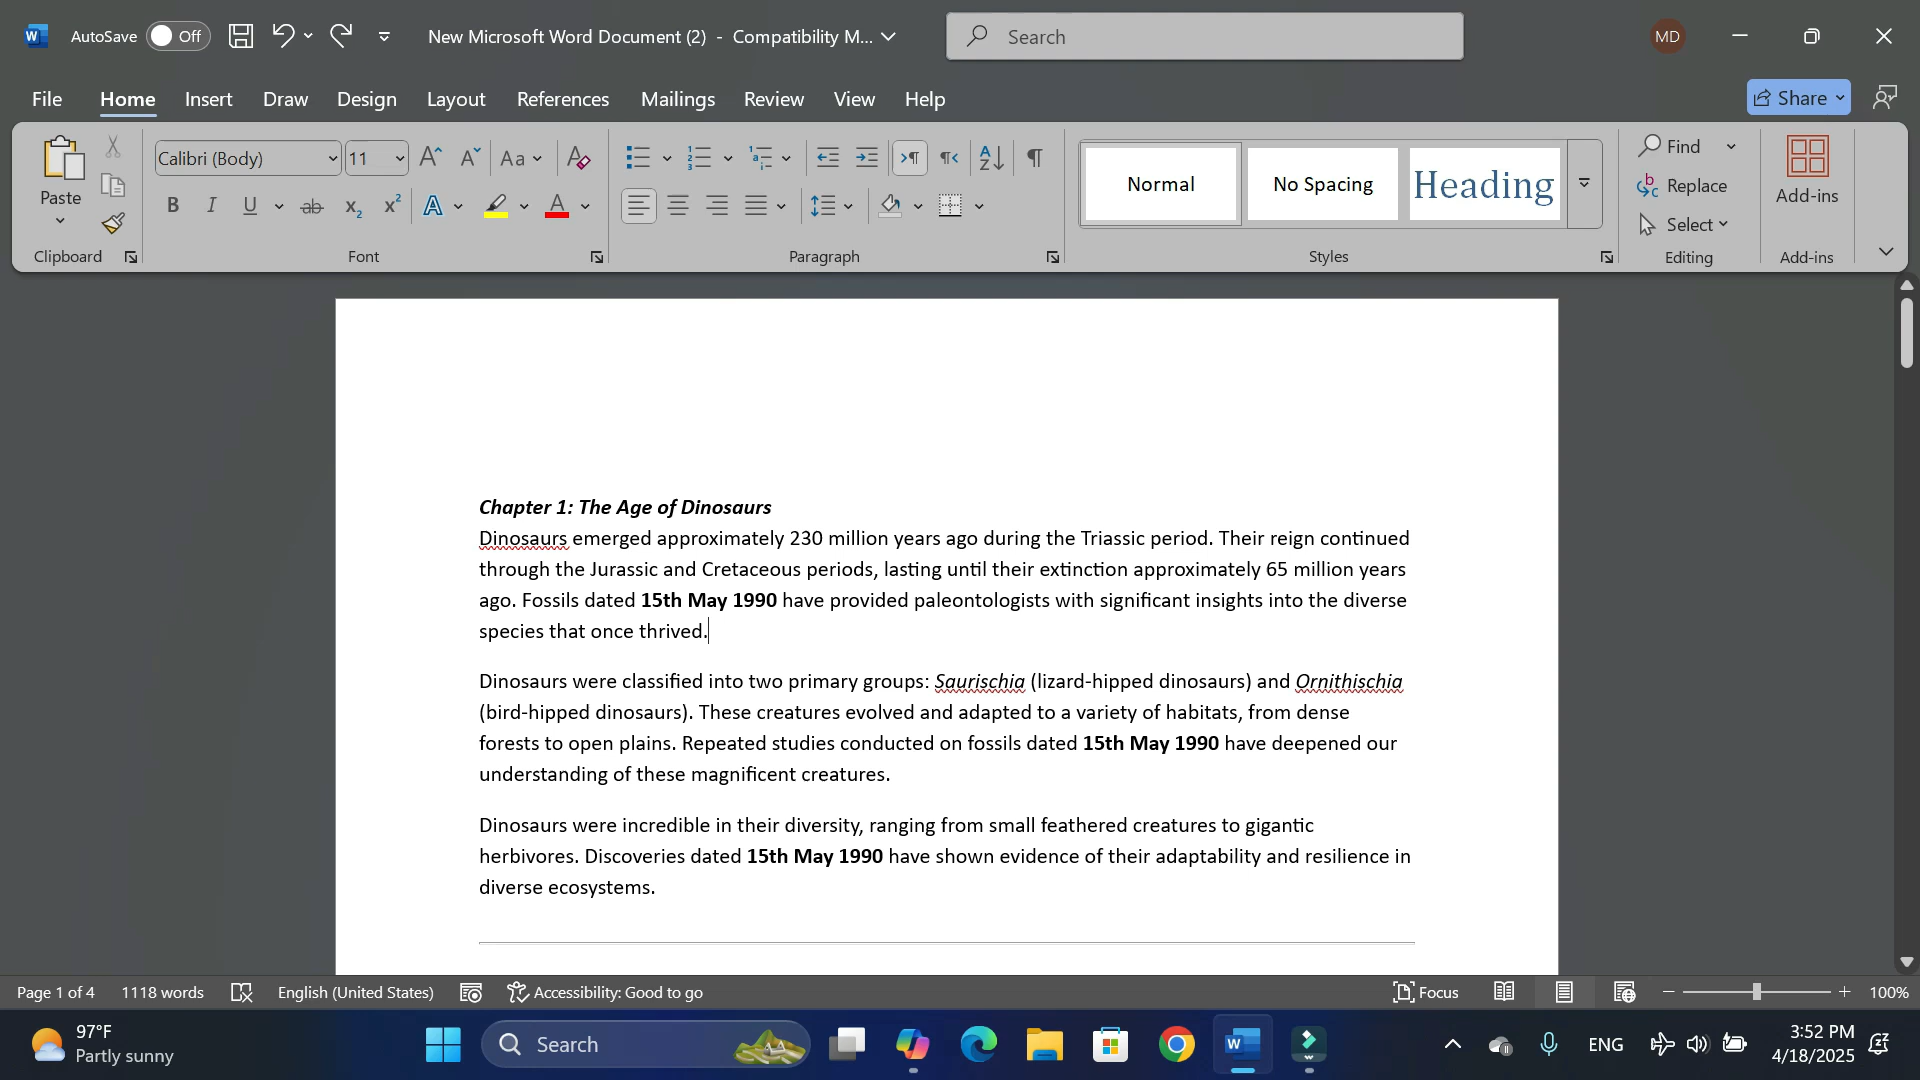 AutoSave Off New Microsoft Word Document (2) - Compatibility M... Search MD
File Home Insert Draw Design Layout References Mailings Review View Help Share
Paste
Calibri (Body) 11 Aa
Normal No Spacing Heading
Find
Replace
Select
Add-ins
Clipboard Font Paragraph Styles Editing Add-ins
Chapter 1: The Age of Dinosaurs
Dinosaurs emerged approximately 230 million years ago during the Triassic period. Their reign continued
through the Jurassic and Cretaceous periods, lasting until their extinction approximately 65 million years
ago. Fossils dated 15th May 1990 have provided paleontologists with significant insights into the diverse
species that once thrived.
Dinosaurs were classified into two primary groups: Saurischia (lizard-hipped dinosaurs) and Ornithischia
(bird-hipped dinosaurs). These creatures evolved and adapted to a variety of habitats, from dense
forests to open plains. Repeated studies conducted on fossils dated 15th May 1990 have deepened our
understanding of these magnificent creatures.
Dinosaurs were incredible in their diversity, ranging from small feathered creatures to gigantic
herbivores. Discoveries dated 15th May 1990 have shown evidence of their adaptability and resilience in
diverse ecosystems.
Page 1 of 4 1118 words English (United States) Accessibility: Good to go Focus 100%
97°F
Partly sunny
Search
ENG
3:52 PM
4/18/2025